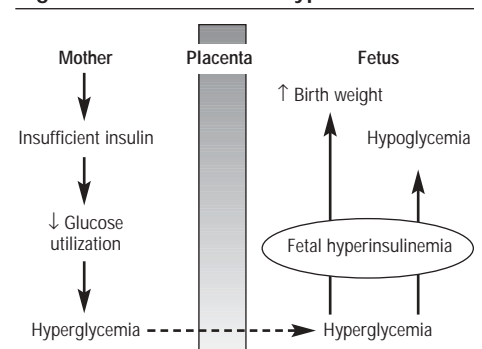 Mother
Placenta
Fetus
↑ Birth weight
Insufficient insulin
Hypoglycemia
↓ Glucose
utilization
Fetal hyperinsulinemia
Hyperglycemia
Hyperglycemia